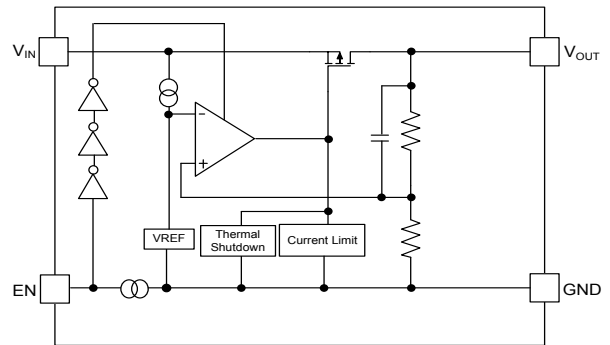 VIN
VOUT
−
+
VREF
Thermal
Shutdown
Current Limit
EN
GND